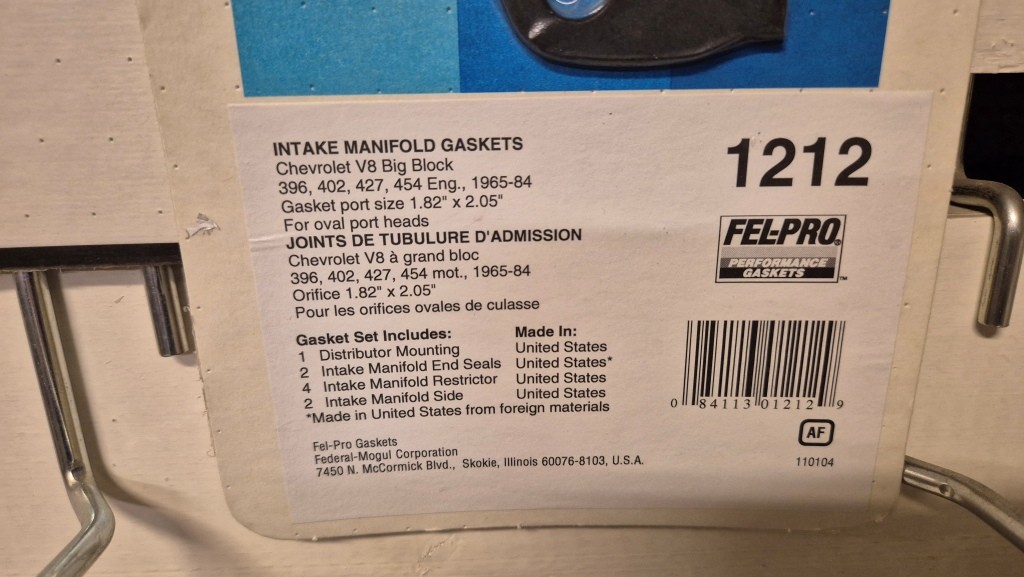 INTAKE MANIFOLD GASKETS
Chevrolet V8 Big Block
396, 402, 427, 454 Eng., 1965-84
Gasket port size 1.82" x 2.05"
For oval port heads
JOINTS DE TUBULURE D'ADMISSION
Chevrolet V8 à grand bloc
396, 402, 427, 454 mot., 1965-84
Orifice 1.82" x 2.05"
Pour les orifices ovales de culasse
1212
FEL-PRO®
PERFORMANCE
GASKETS™
Gasket Set Includes: Made In:
1 Distributor Mounting United States
2 Intake Manifold End Seals United States*
4 Intake Manifold Restrictor United States
2 Intake Manifold Side United States
*Made in United States from foreign materials
0 84113 01212 9
AF
110104
Fel-Pro Gaskets
Federal-Mogul Corporation
7450 N. McCormick Blvd., Skokie, Illinois 60076-8103, U.S.A.